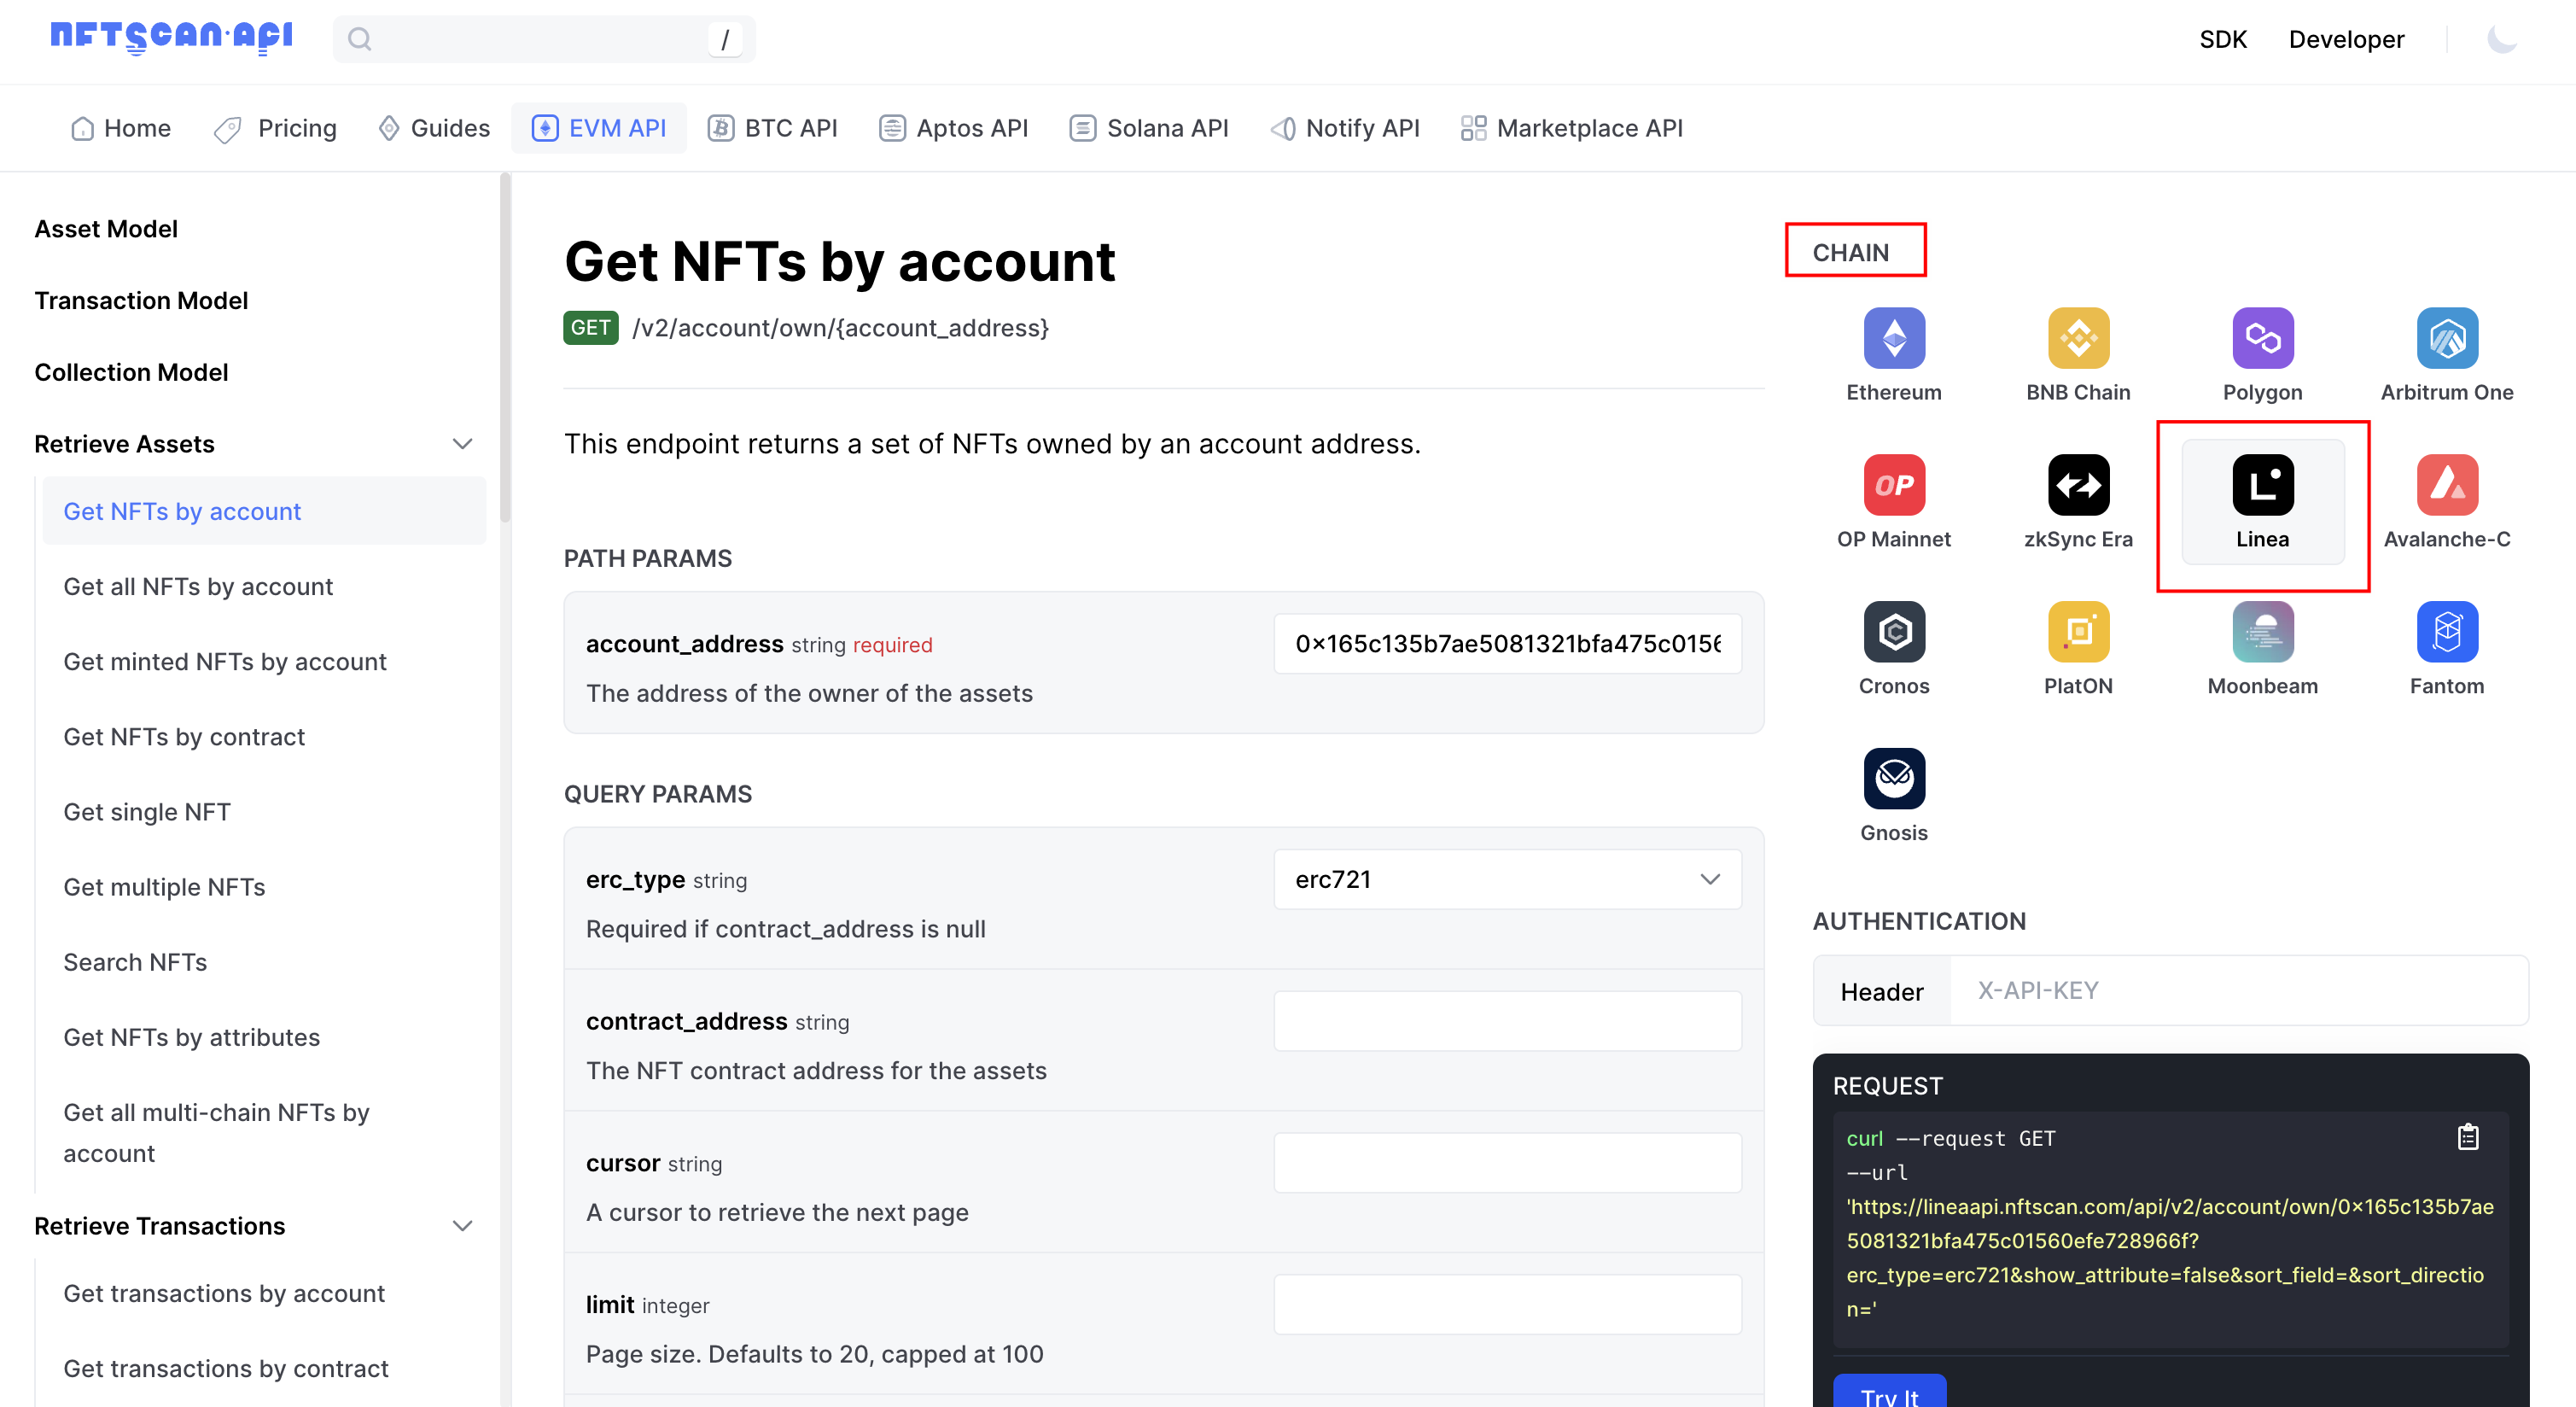 NFTSCAN·API
/
SDK
Developer
Home
Pricing
Guides
EVM API
BTC API
Aptos API
Solana API
Notify API
Marketplace API
Asset Model
Transaction Model
Collection Model
Retrieve Assets
Get NFTs by account
Get all NFTs by account
Get minted NFTs by account
Get NFTs by contract
Get single NFT
Get multiple NFTs
Search NFTs
Get NFTs by attributes
Get all multi-chain NFTs by
account
Retrieve Transactions
Get transactions by account
Get transactions by contract
Get NFTs by account
GET /v2/account/own/{account_address}
This endpoint returns a set of NFTs owned by an account address.
PATH PARAMS
account_address string required
0×165c135b7ae5081321bfa475c0156
The address of the owner of the assets
QUERY PARAMS
erc_type string
erc721
Required if contract_address is null
contract_address string
The NFT contract address for the assets
cursor string
A cursor to retrieve the next page
limit integer
Page size. Defaults to 20, capped at 100
CHAIN
Ethereum
BNB Chain
Polygon
Arbitrum One
OP
OP Mainnet
zkSync Era
Linea
Avalanche-C
Cronos
PlatON
Moonbeam
Fantom
Gnosis
AUTHENTICATION
Header
X-API-KEY
REQUEST
curl --request GET
--url
'https://lineaapi.nftscan.com/api/v2/account/own/0×165c135b7ae
5081321bfa475c01560efe728966f?
erc_type=erc721&show_attribute=false&sort_field=&sort_directio
n='
Try It